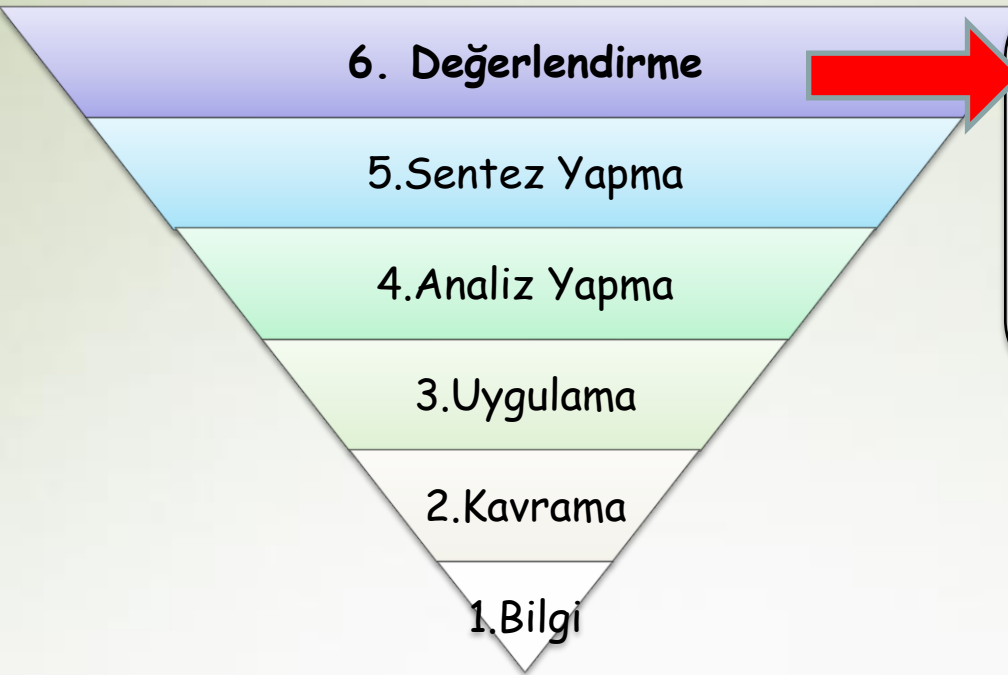 6. Değerlendirme
5.Sentez Yapma
4.Analiz Yapma
3.Uygulama
2.Kavrama
1.Bilgi